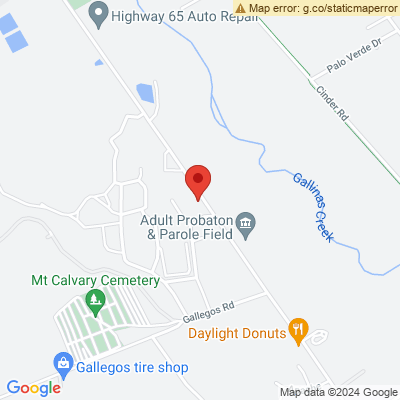 Map error: g.co/staticmaperror
Highway 65 Auto Repair
Palo Verde Dr
Cinder Rd
Gallinas
Creek
Adult Probaton
& Parole Field
Mt Calvary Cemetery
Gallegos Rd
Daylight Donuts
Gallegos tire shop
Google
Map data ©2024 Google